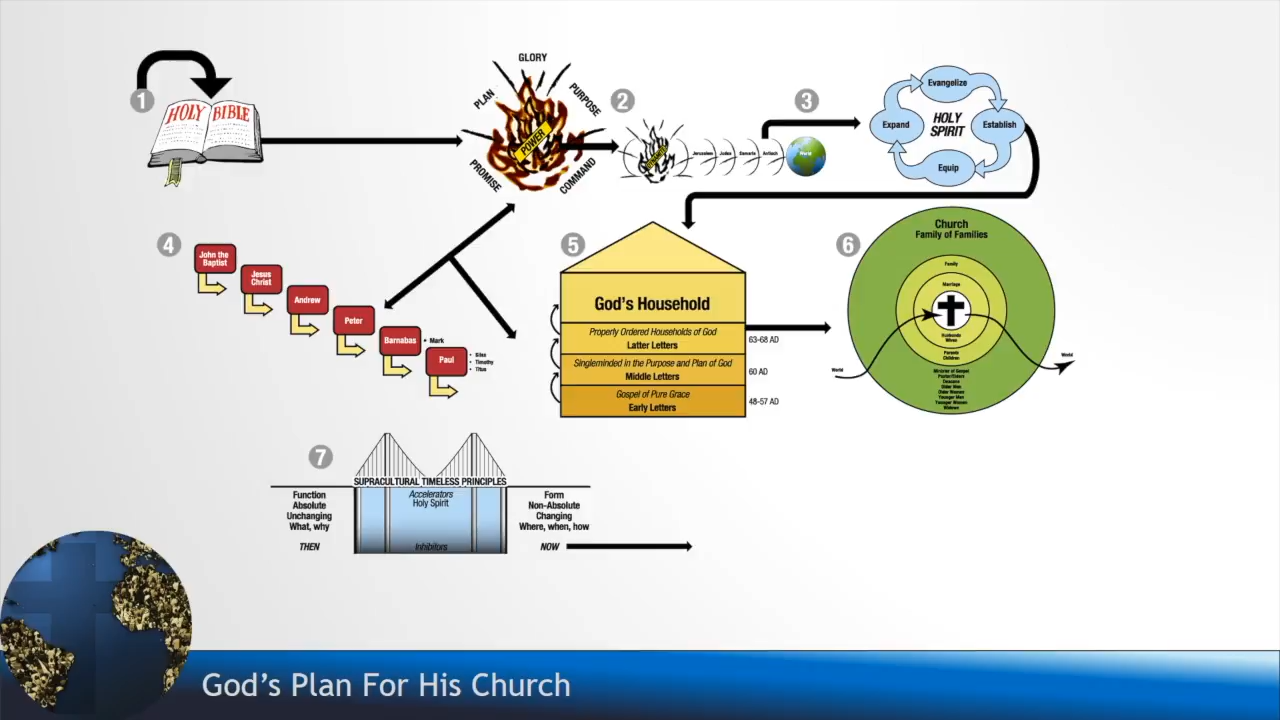 1
HOLY BIBLE
GLORY
PLAN
PURPOSE
POWER
PROMISE
COMMAND
2
3
Jerusalem
Judea
Samaria
Antioch
World
Evangelize
Expand
HOLY
SPIRIT
Establish
Equip
4
John the
Baptist
Jesus
Christ
Andrew
Peter
Barnabas
• Mark
Paul
• Silas
• Timothy
• Titus
5
God's Household
Properly Ordered Households of God
Latter Letters
63-68 AD
Singleminded in the Purpose and Plan of God
Middle Letters
60 AD
Gospel of Pure Grace
Early Letters
48-57 AD
6
Church
Family of Families
Family
Marriage
Husbands
Wives
Parents
Children
Minister of Gospel
Pastor/Elders
Deacons
Older Men
Older Women
Younger Men
Younger Women
Widows
World
World
7
SUPRACULTURAL TIMELESS PRINCIPLES
Function
Absolute
Unchanging
What, why
THEN
Accelerators
Holy Spirit
Inhibitors
Form
Non-Absolute
Changing
Where, when, how
NOW
God's Plan For His Church